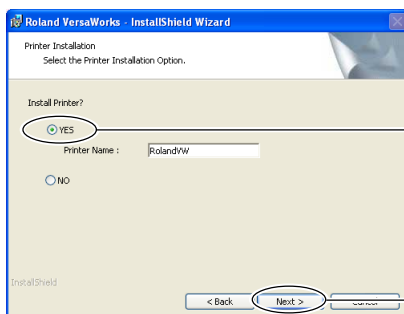 Roland VersaWorks - InstallShield Wizard
Printer Installation
Select the Printer Installation Option.
Install Printer?
YES
Printer Name :
RolandVW
NO
InstallShield
< Back
Next >
Cancel